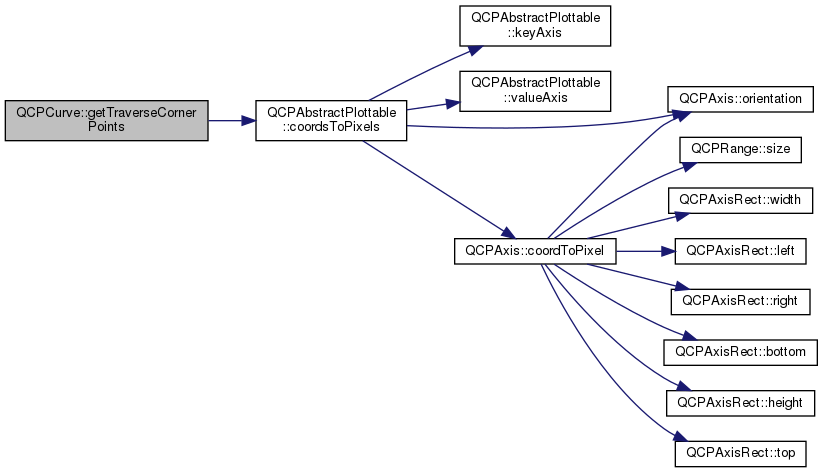 QCPAbstractPlottable
::keyAxis
QCPAbstractPlottable
::valueAxis
QCPCurve::getTraverseCorner
Points
QCPAbstractPlottable
::coordsToPixels
QCPAxis::orientation
QCPRange::size
QCPAxisRect::width
QCPAxis::coordToPixel
QCPAxisRect::left
QCPAxisRect::right
QCPAxisRect::bottom
QCPAxisRect::height
QCPAxisRect::top